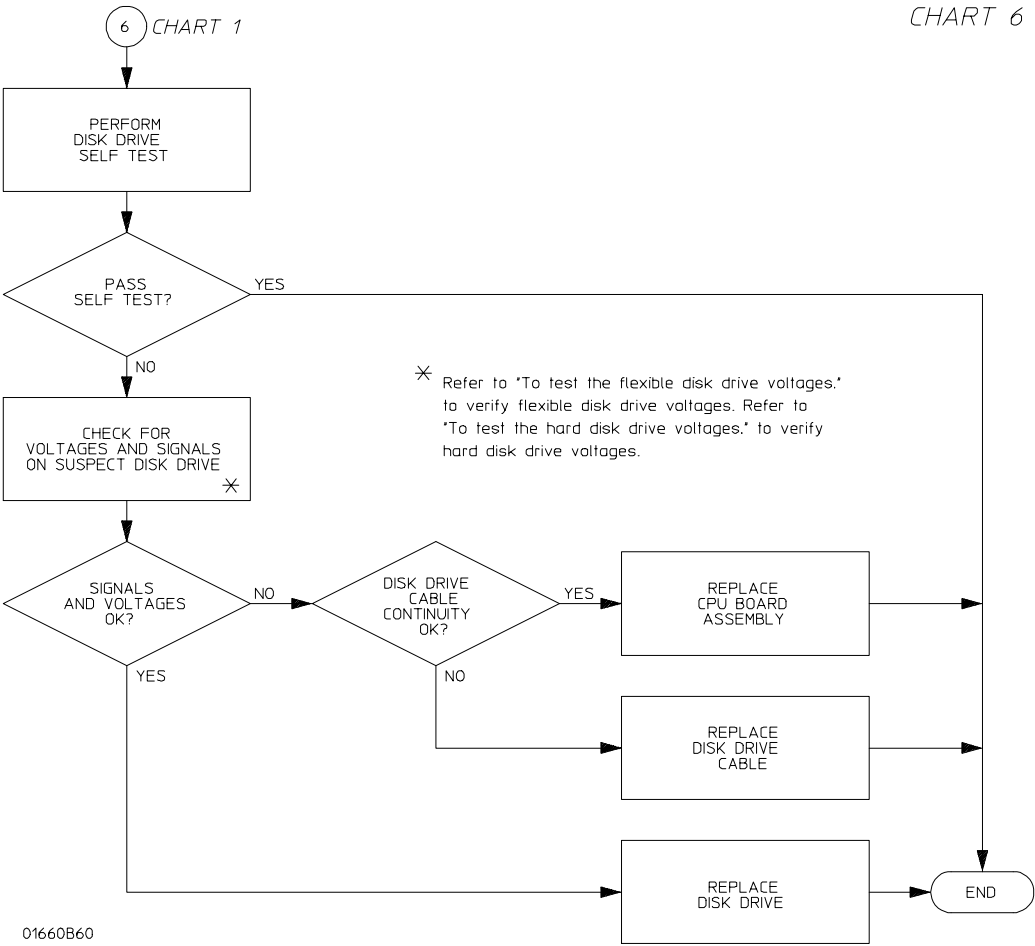 6 CHART 1
CHART 6
PERFORM
DISK DRIVE
SELF TEST
PASS
SELF TEST?
YES
NO
* Refer to "To test the flexible disk drive voltages."
to verify flexible disk drive voltages. Refer to
"To test the hard disk drive voltages." to verify
hard disk drive voltages.
CHECK FOR
VOLTAGES AND SIGNALS
ON SUSPECT DISK DRIVE
*
SIGNALS
AND VOLTAGES
OK?
NO
YES
DISK DRIVE
CABLE
CONTINUITY
OK?
YES
NO
REPLACE
CPU BOARD
ASSEMBLY
REPLACE
DISK DRIVE
CABLE
REPLACE
DISK DRIVE
END
01660B60